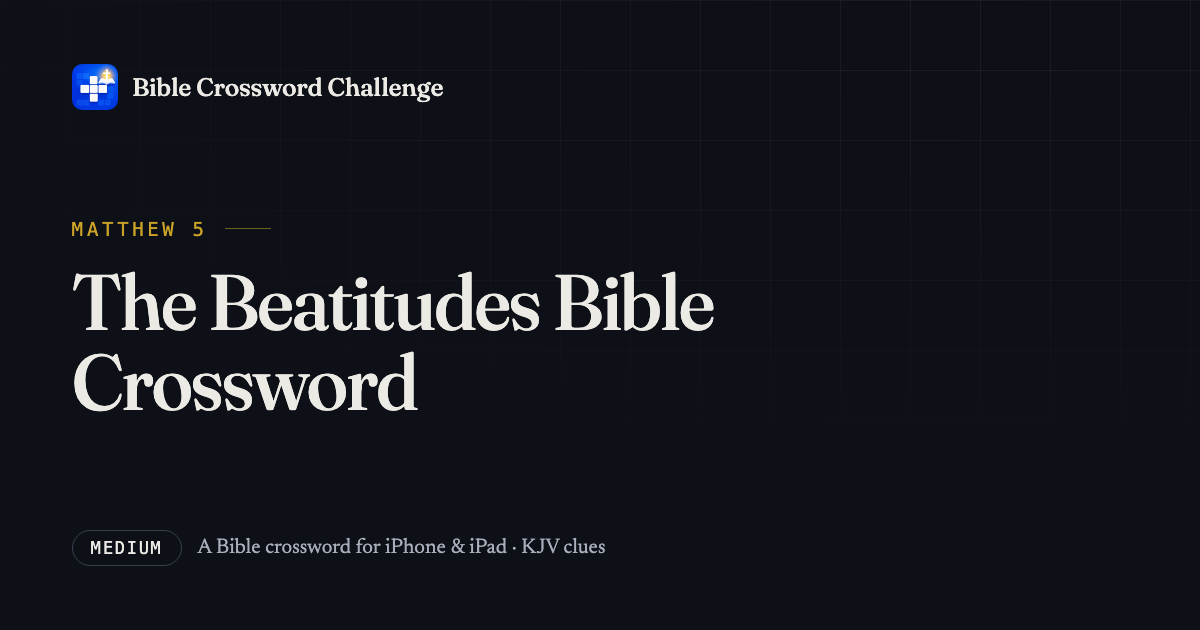 Bible Crossword Challenge
MATTHEW 5
The Beatitudes Bible
Crossword
MEDIUM
A Bible crossword for iPhone & iPad · KJV clues